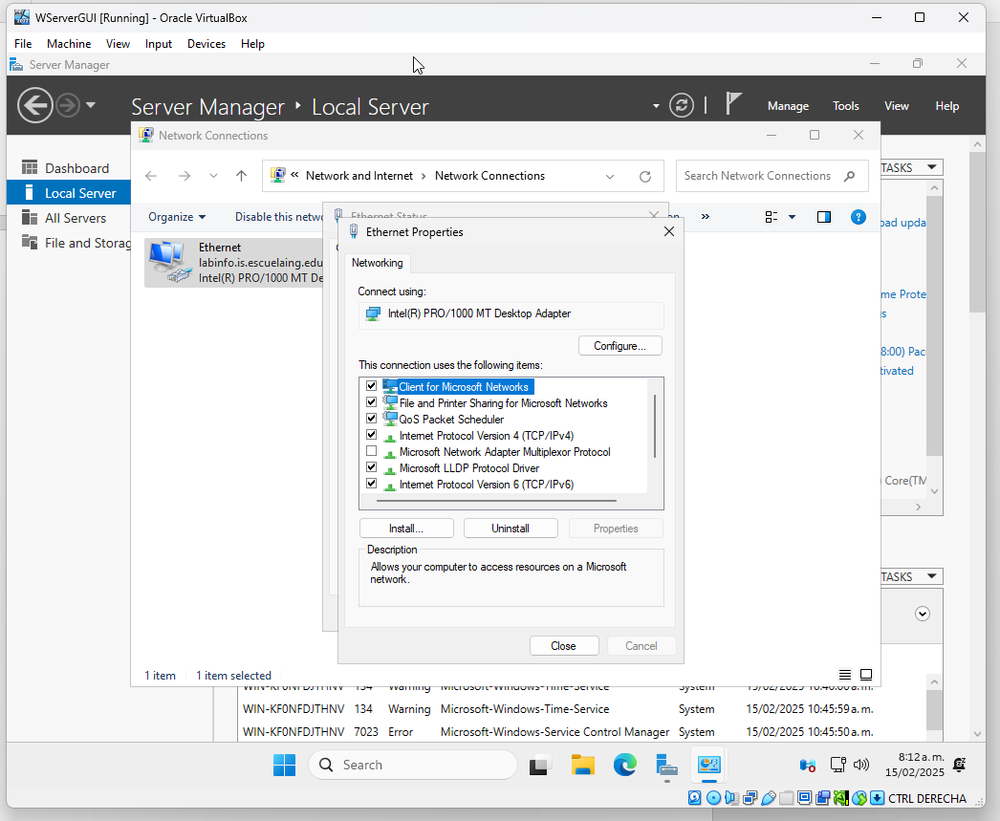 WServerGUI [Running] - Oracle VirtualBox
File Machine View Input Devices Help
Server Manager
Server Manager Local Server
Manage Tools View Help
Network Connections
Dashboard
Local Server
All Servers
File and Storag
« Network and Internet › Network Connections
Search Network Connections
TASKS
Organize Disable this netwo
Ethernet Status
»
Ethernet
labinfo.is.escuelaing.edu
Intel(R) PRO/1000 MT De
Ethernet Properties
Networking
Connect using:
Intel(R) PRO/1000 MT Desktop Adapter
Configure...
This connection uses the following items:
Client for Microsoft Networks
File and Printer Sharing for Microsoft Networks
QoS Packet Scheduler
Internet Protocol Version 4 (TCP/IPv4)
Microsoft Network Adapter Multiplexor Protocol
Microsoft LLDP Protocol Driver
Internet Protocol Version 6 (TCP/IPv6)
Install... Uninstall Properties
Description
Allows your computer to access resources on a Microsoft
network.
Close Cancel
oad upda
me Prote
s
8:00) Pac
tivated
Core(TM
TASKS
1 item 1 item selected
WIN-KF0NFDJTHNV 134 Warning Microsoft-Windows-Time-Service System 15/02/2025 10:46:00 a. m.
WIN-KF0NFDJTHNV 134 Warning Microsoft-Windows-Time-Service System 15/02/2025 10:45:59 a. m.
WIN-KF0NFDJTHNV 7023 Error Microsoft-Windows-Service Control Manager System 15/02/2025 10:45:50 a. m.
Search
8:12 a. m.
15/02/2025
CTRL DERECHA